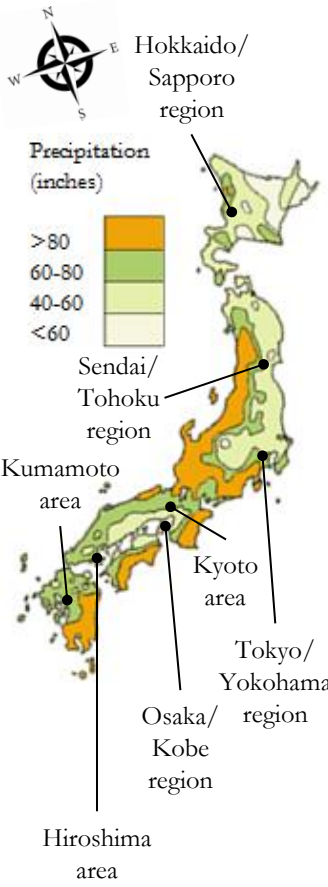 N
E
W
S
Hokkaido/
Sapporo
region
Precipitation
(inches)
>80
60-80
40-60
<60
Sendai/
Tohoku
region
Kumamoto
area
Kyoto
area
Tokyo/
Yokohama
region
Osaka/
Kobe
region
Hiroshima
area